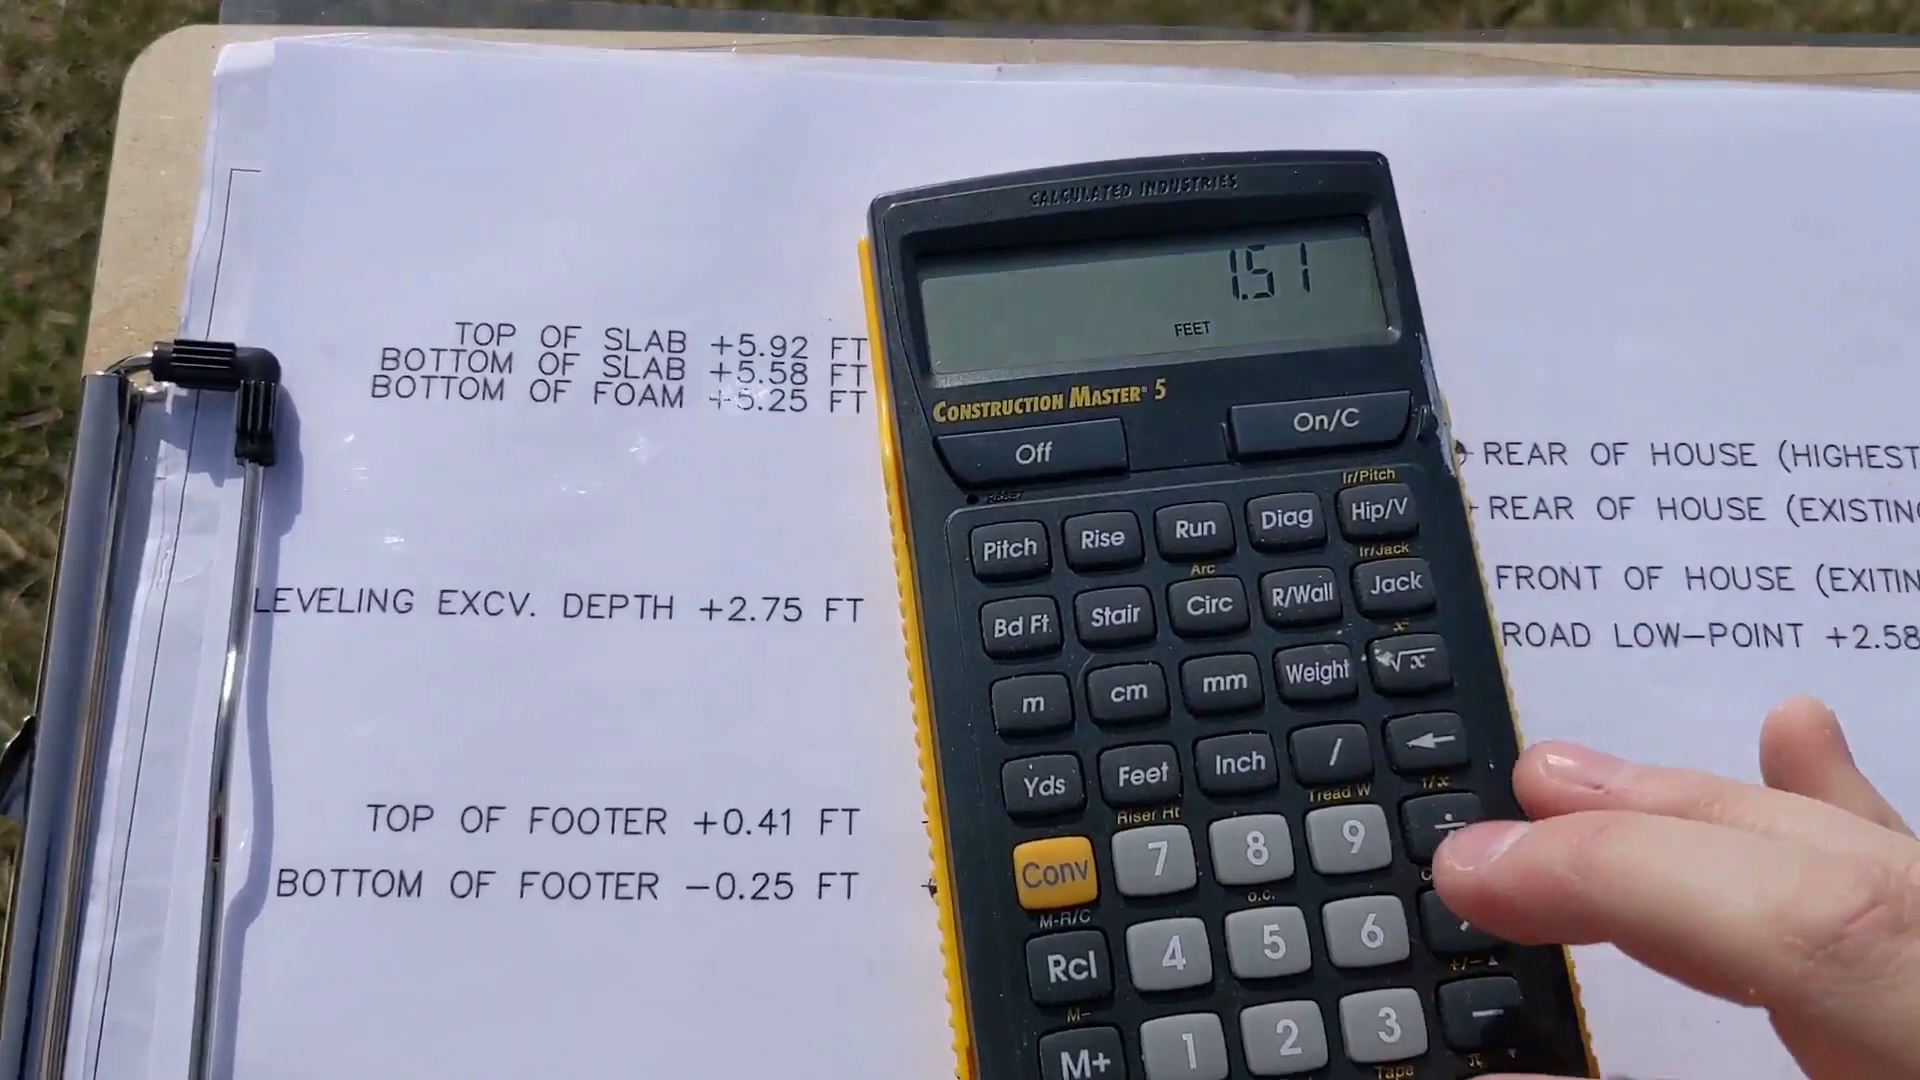 CALCULATED INDUSTRIES
1.51
FEET
CONSTRUCTION MASTER® 5
Off
On/C
Reset
Ir/Pitch
Pitch
Rise
Run
Diag
Hip/V
Arc
Ir/Jack
Bd Ft
Stair
Circ
R/Wall
Jack
x²
m
cm
mm
Weight
√x
Yds
Feet
Inch
/
←
Riser Ht
Tread W
1/x
Conv
7
8
9
÷
M-R/C
o.c.
Rcl
4
5
6
+/−
M−
M+
1
2
3
−
Tape
π
TOP OF SLAB +5.92 FT
BOTTOM OF SLAB +5.58 FT
BOTTOM OF FOAM +5.25 FT
LEVELING EXCV. DEPTH +2.75 FT
TOP OF FOOTER +0.41 FT
BOTTOM OF FOOTER −0.25 FT
REAR OF HOUSE (HIGHEST
REAR OF HOUSE (EXISTING
FRONT OF HOUSE (EXITIN
ROAD LOW−POINT +2.58